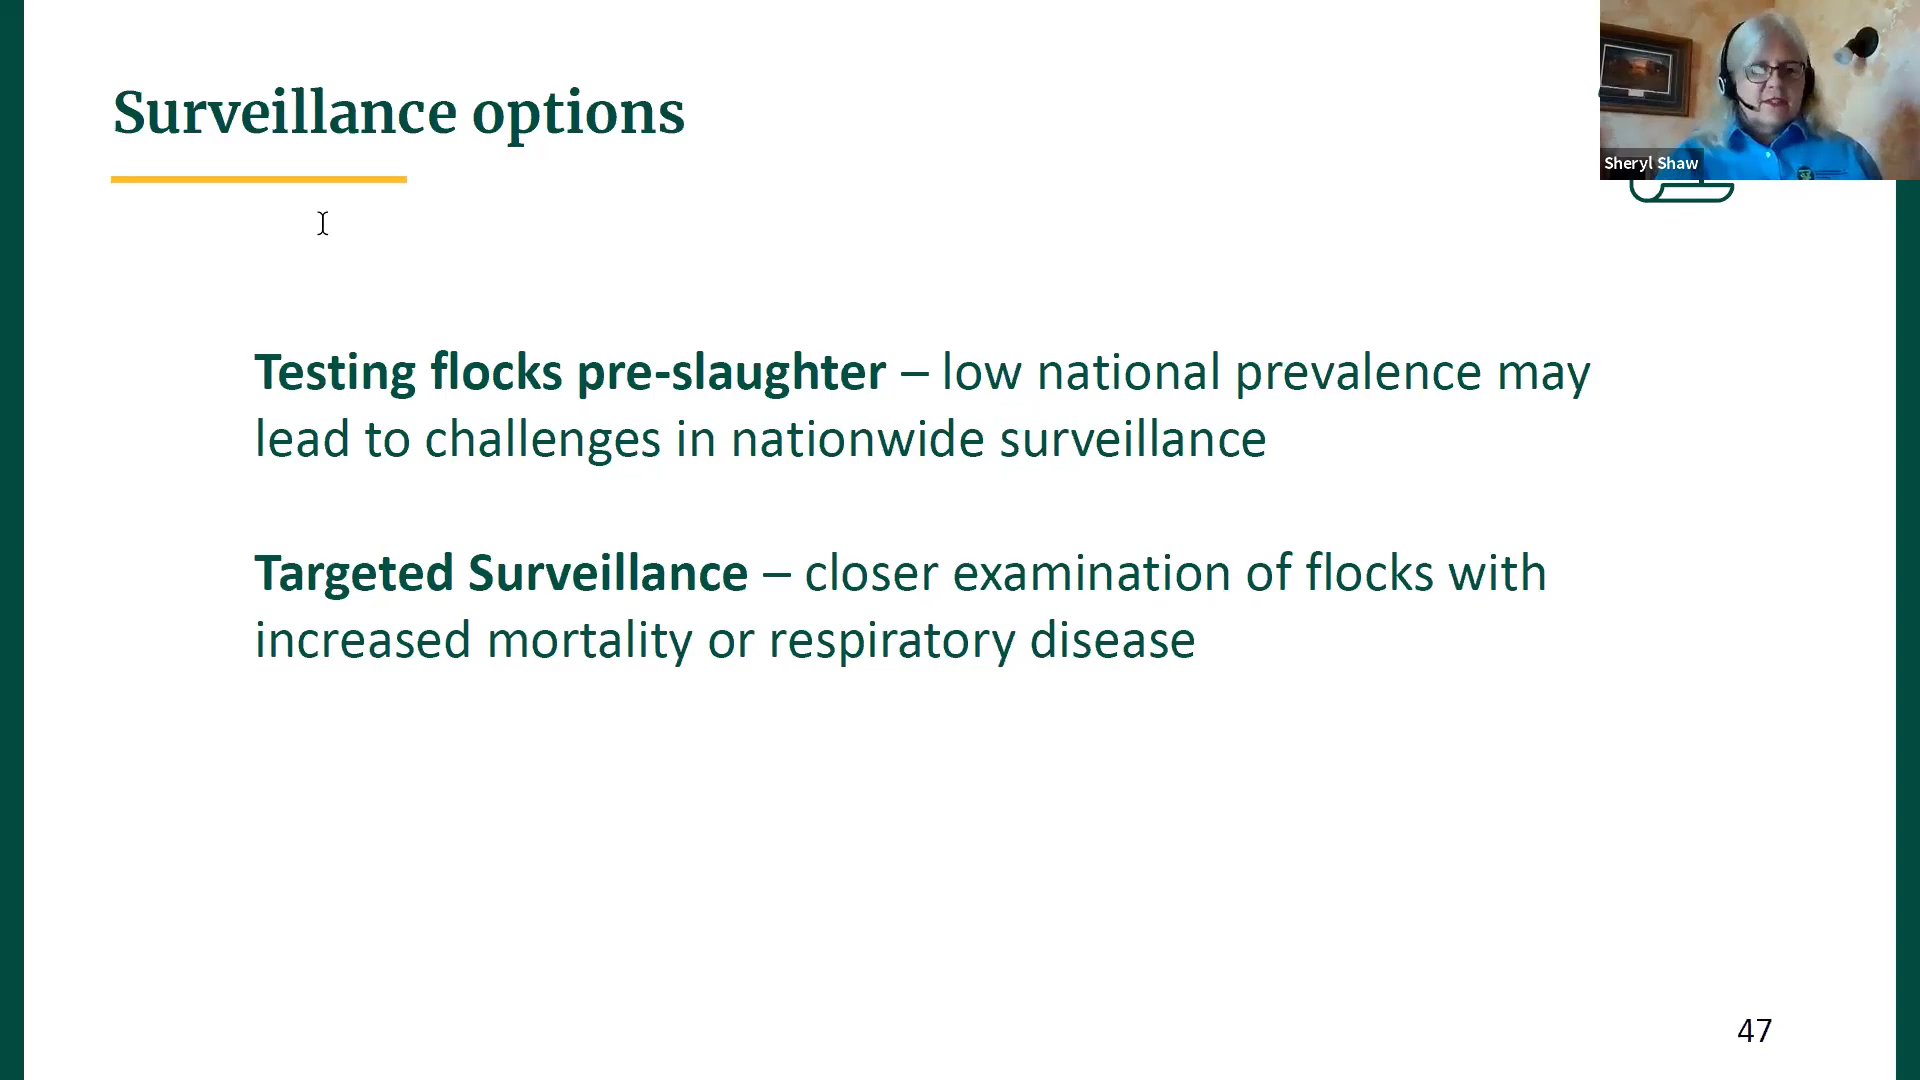 Surveillance options
Sheryl Shaw
Testing flocks pre-slaughter – low national prevalence may
lead to challenges in nationwide surveillance
Targeted Surveillance – closer examination of flocks with
increased mortality or respiratory disease
47